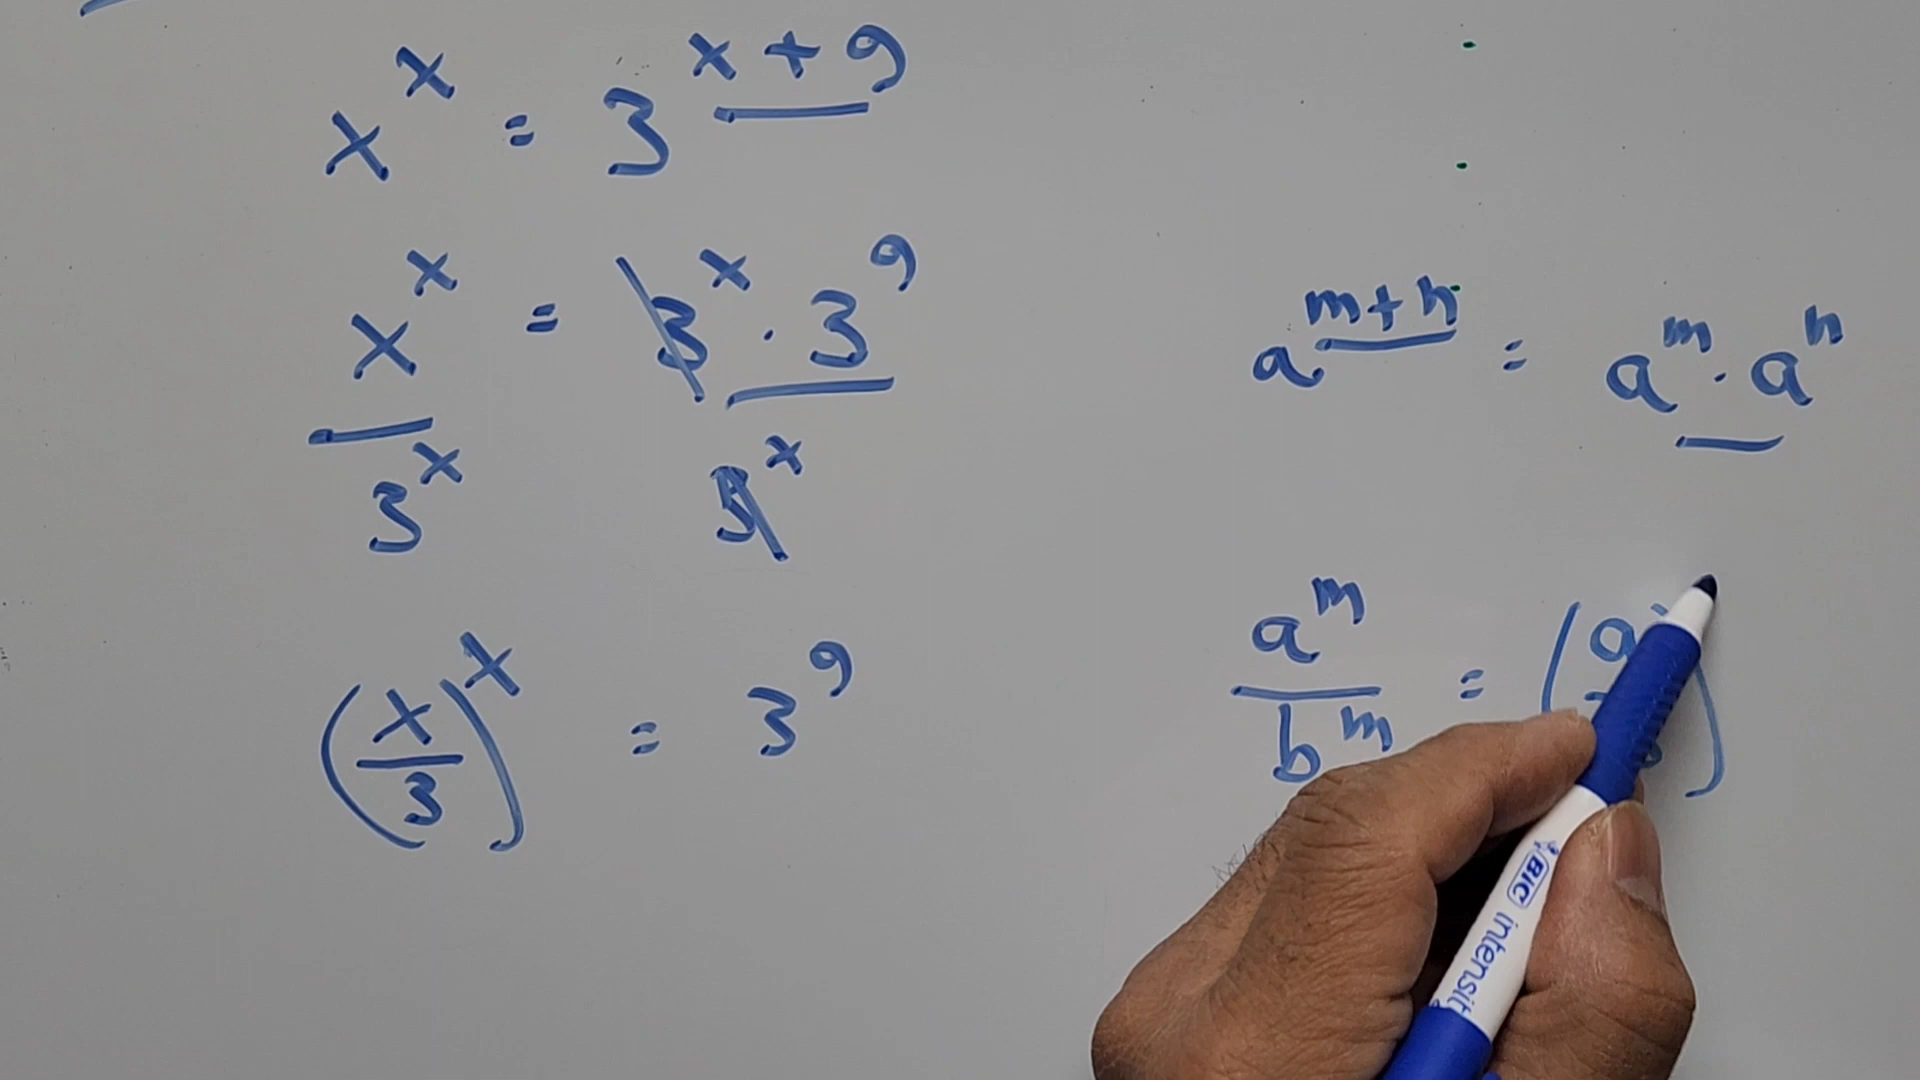 x^x = 3^(x+9)
x^x / 3^x = 3^x · 3^9 / 3^x
(x/3)^x = 3^9
a^(m+n) = a^m · a^n
a^m / b^m = (a
BIC intensit